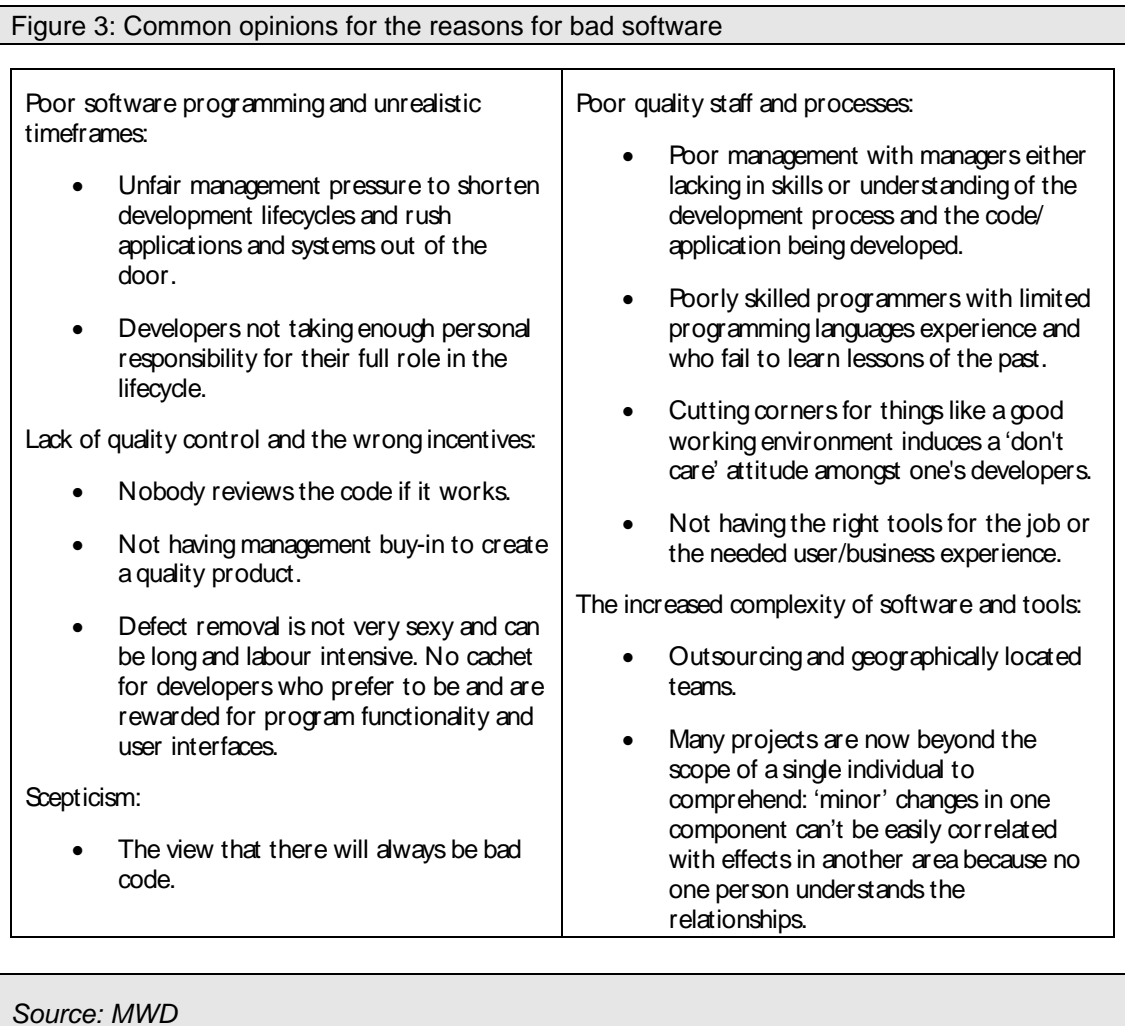 Figure 3: Common opinions for the reasons for bad software
Poor software programming and unrealistic
timeframes:
• Unfair management pressure to shorten
development lifecycles and rush
applications and systems out of the
door.
• Developers not taking enough personal
responsibility for their full role in the
lifecycle.
Lack of quality control and the wrong incentives:
• Nobody reviews the code if it works.
• Not having management buy-in to create
a quality product.
• Defect removal is not very sexy and can
be long and labour intensive. No cachet
for developers who prefer to be and are
rewarded for program functionality and
user interfaces.
Scepticism:
• The view that there will always be bad
code.
Poor quality staff and processes:
• Poor management with managers either
lacking in skills or understanding of the
development process and the code/
application being developed.
• Poorly skilled programmers with limited
programming languages experience and
who fail to learn lessons of the past.
• Cutting corners for things like a good
working environment induces a ‘don't
care’ attitude amongst one's developers.
• Not having the right tools for the job or
the needed user/business experience.
The increased complexity of software and tools:
• Outsourcing and geographically located
teams.
• Many projects are now beyond the
scope of a single individual to
comprehend: ‘minor’ changes in one
component can’t be easily correlated
with effects in another area because no
one person understands the
relationships.
Source: MWD